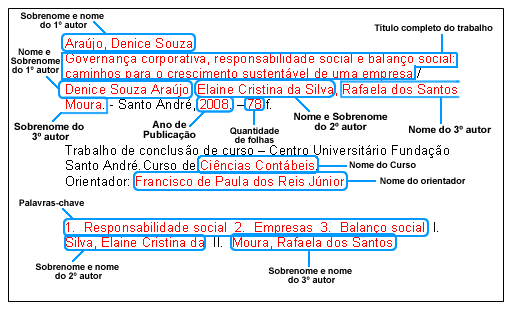 Sobrenome e nome
do 1º autor
Título completo do trabalho
Araújo, Denice Souza
Nome e
Sobrenome
do 1º autor
Governança corporativa, responsabilidade social e balanço social:
caminhos para o crescimento sustentável de uma empresa /
Denice Souza Araújo, Elaine Cristina da Silva, Rafaela dos Santos
Moura. - Santo André, 2008. – 78 f.
Sobrenome do
3º autor
Ano de
Publicação
Quantidade
de folhas
Nome e Sobrenome
do 2º autor
Nome do 3º autor
Trabalho de conclusão de curso – Centro Universitário Fundação
Santo André.Curso de Ciências Contábeis.
Nome do Curso
Orientador: Francisco de Paula dos Reis Júnior
Nome do orientador
Palavras-chave
1. Responsabilidade social 2. Empresas 3. Balanço social I.
Silva, Elaine Cristina da II. Moura, Rafaela dos Santos
Sobrenome e nome
do 2º autor
Sobrenome e nome
do 3º autor